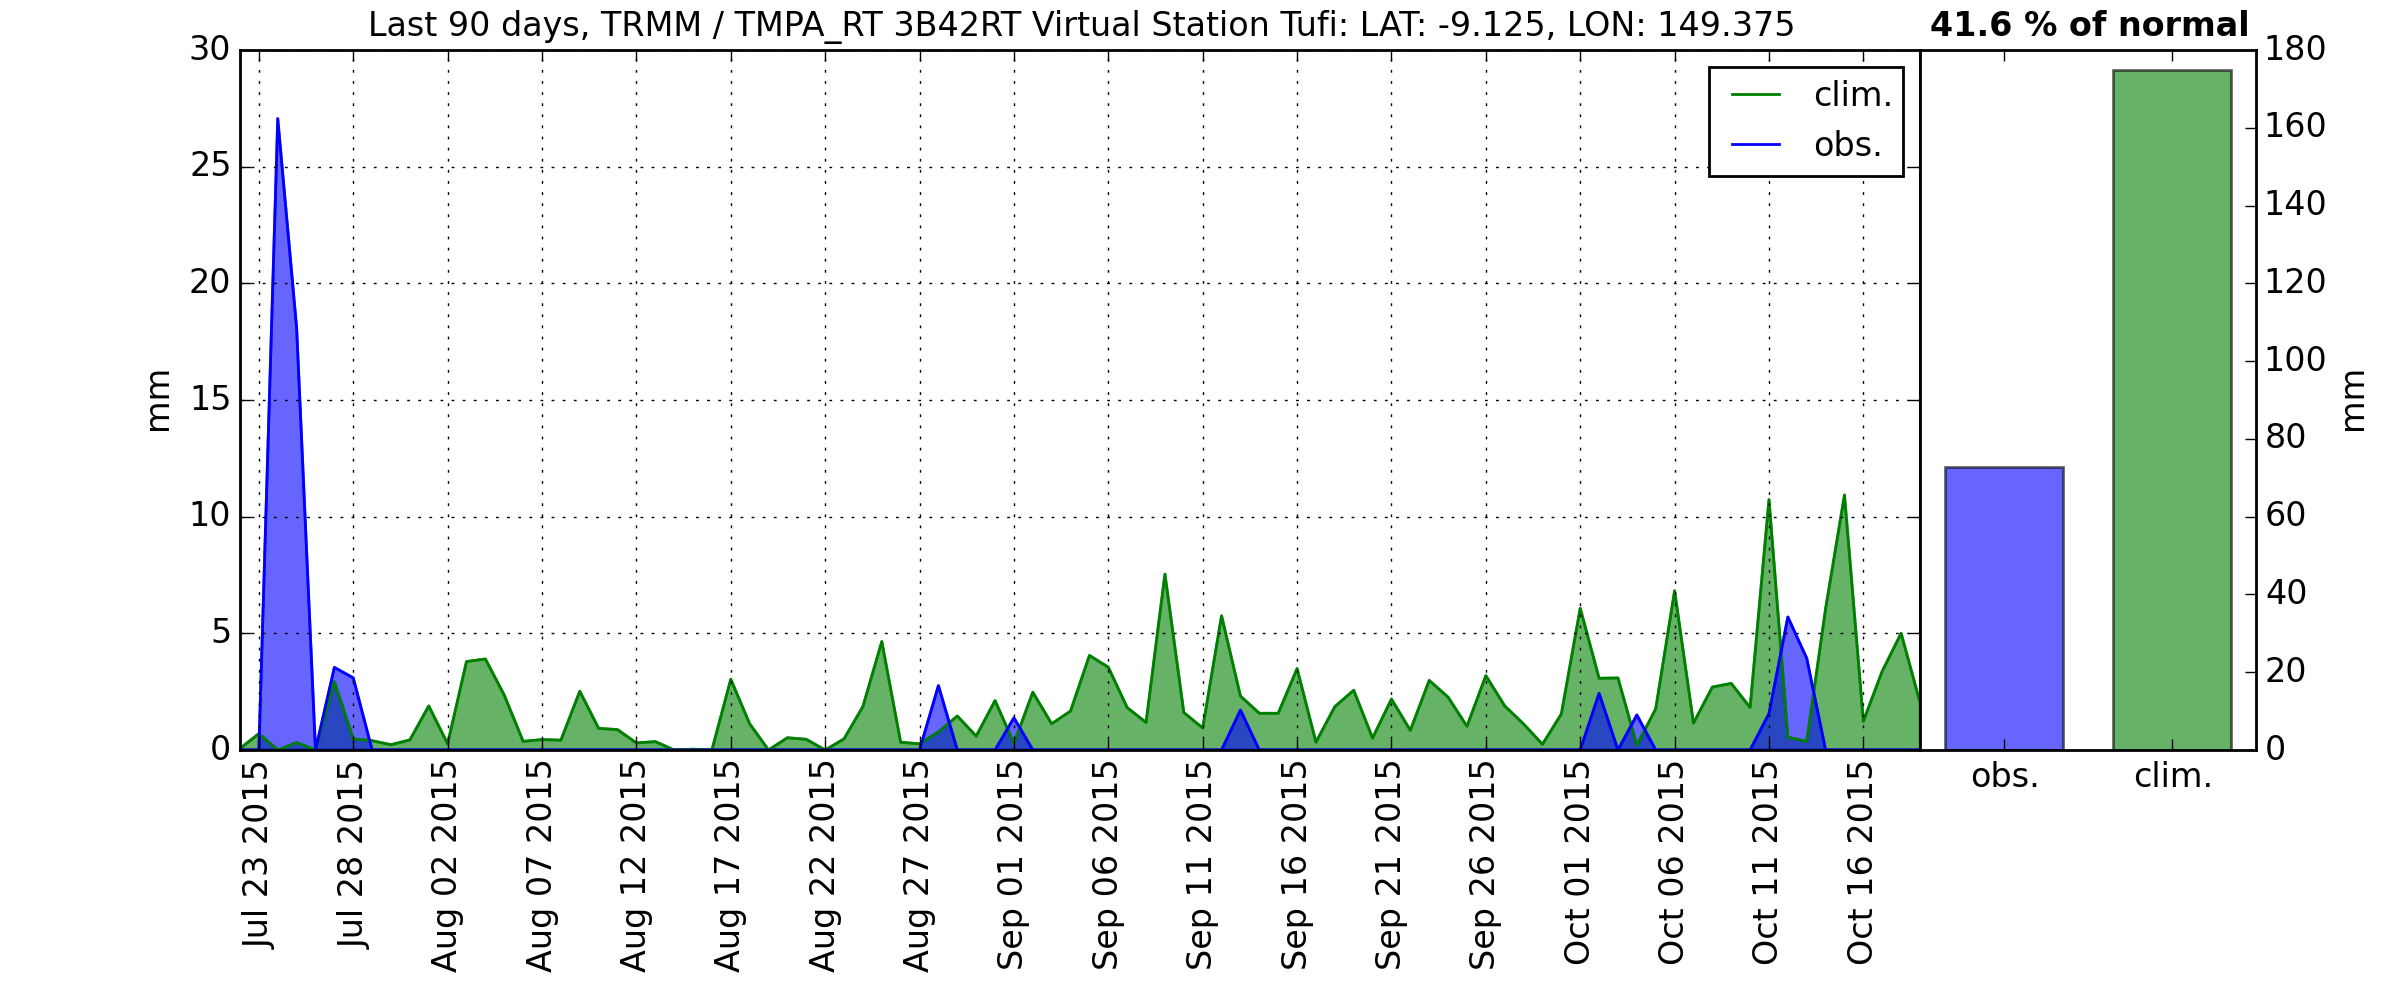 Last 90 days, TRMM / TMPA_RT 3B42RT Virtual Station Tufi: LAT: -9.125, LON: 149.375
41.6 % of normal
30
25
20
15
10
5
0
mm
clim.
obs.
180
160
140
120
100
80
60
40
20
0
mm
Jul 23 2015
Jul 28 2015
Aug 02 2015
Aug 07 2015
Aug 12 2015
Aug 17 2015
Aug 22 2015
Aug 27 2015
Sep 01 2015
Sep 06 2015
Sep 11 2015
Sep 16 2015
Sep 21 2015
Sep 26 2015
Oct 01 2015
Oct 06 2015
Oct 11 2015
Oct 16 2015
obs.
clim.